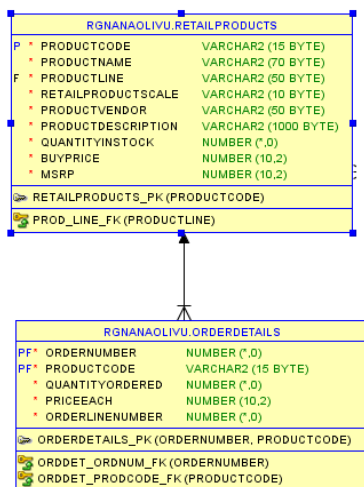 RGNANAOLIVU.RETAILPRODUCTS
P * PRODUCTCODE VARCHAR2 (15 BYTE)
* PRODUCTNAME VARCHAR2 (70 BYTE)
F * PRODUCTLINE VARCHAR2 (50 BYTE)
* RETAILPRODUCTSCALE VARCHAR2 (10 BYTE)
* PRODUCTVENDOR VARCHAR2 (50 BYTE)
* PRODUCTDESCRIPTION VARCHAR2 (1000 BYTE)
* QUANTITYINSTOCK NUMBER (*,0)
* BUYPRICE NUMBER (10,2)
* MSRP NUMBER (10,2)
RETAILPRODUCTS_PK (PRODUCTCODE)
PROD_LINE_FK (PRODUCTLINE)
RGNANAOLIVU.ORDERDETAILS
PF* ORDERNUMBER NUMBER (*,0)
PF* PRODUCTCODE VARCHAR2 (15 BYTE)
* QUANTITYORDERED NUMBER (*,0)
* PRICEEACH NUMBER (10,2)
* ORDERLINENUMBER NUMBER (*,0)
ORDERDETAILS_PK (ORDERNUMBER, PRODUCTCODE)
ORDDET_ORDNUM_FK (ORDERNUMBER)
ORDDET_PRODCODE_FK (PRODUCTCODE)